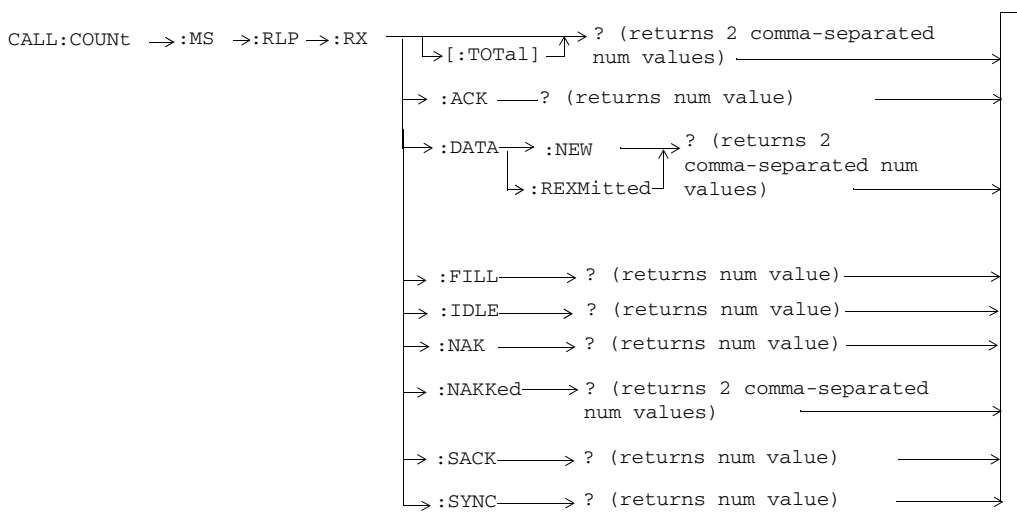 CALL:COUNt :MS :RLP :RX ? (returns 2 comma-separated
[:TOTal] num values)
:ACK ? (returns num value)
:DATA :NEW ? (returns 2
comma-separated num
:REXMitted values)
:FILL ? (returns num value)
:IDLE ? (returns num value)
:NAK ? (returns num value)
:NAKKed ? (returns 2 comma-separated
num values)
:SACK ? (returns num value)
:SYNC ? (returns num value)